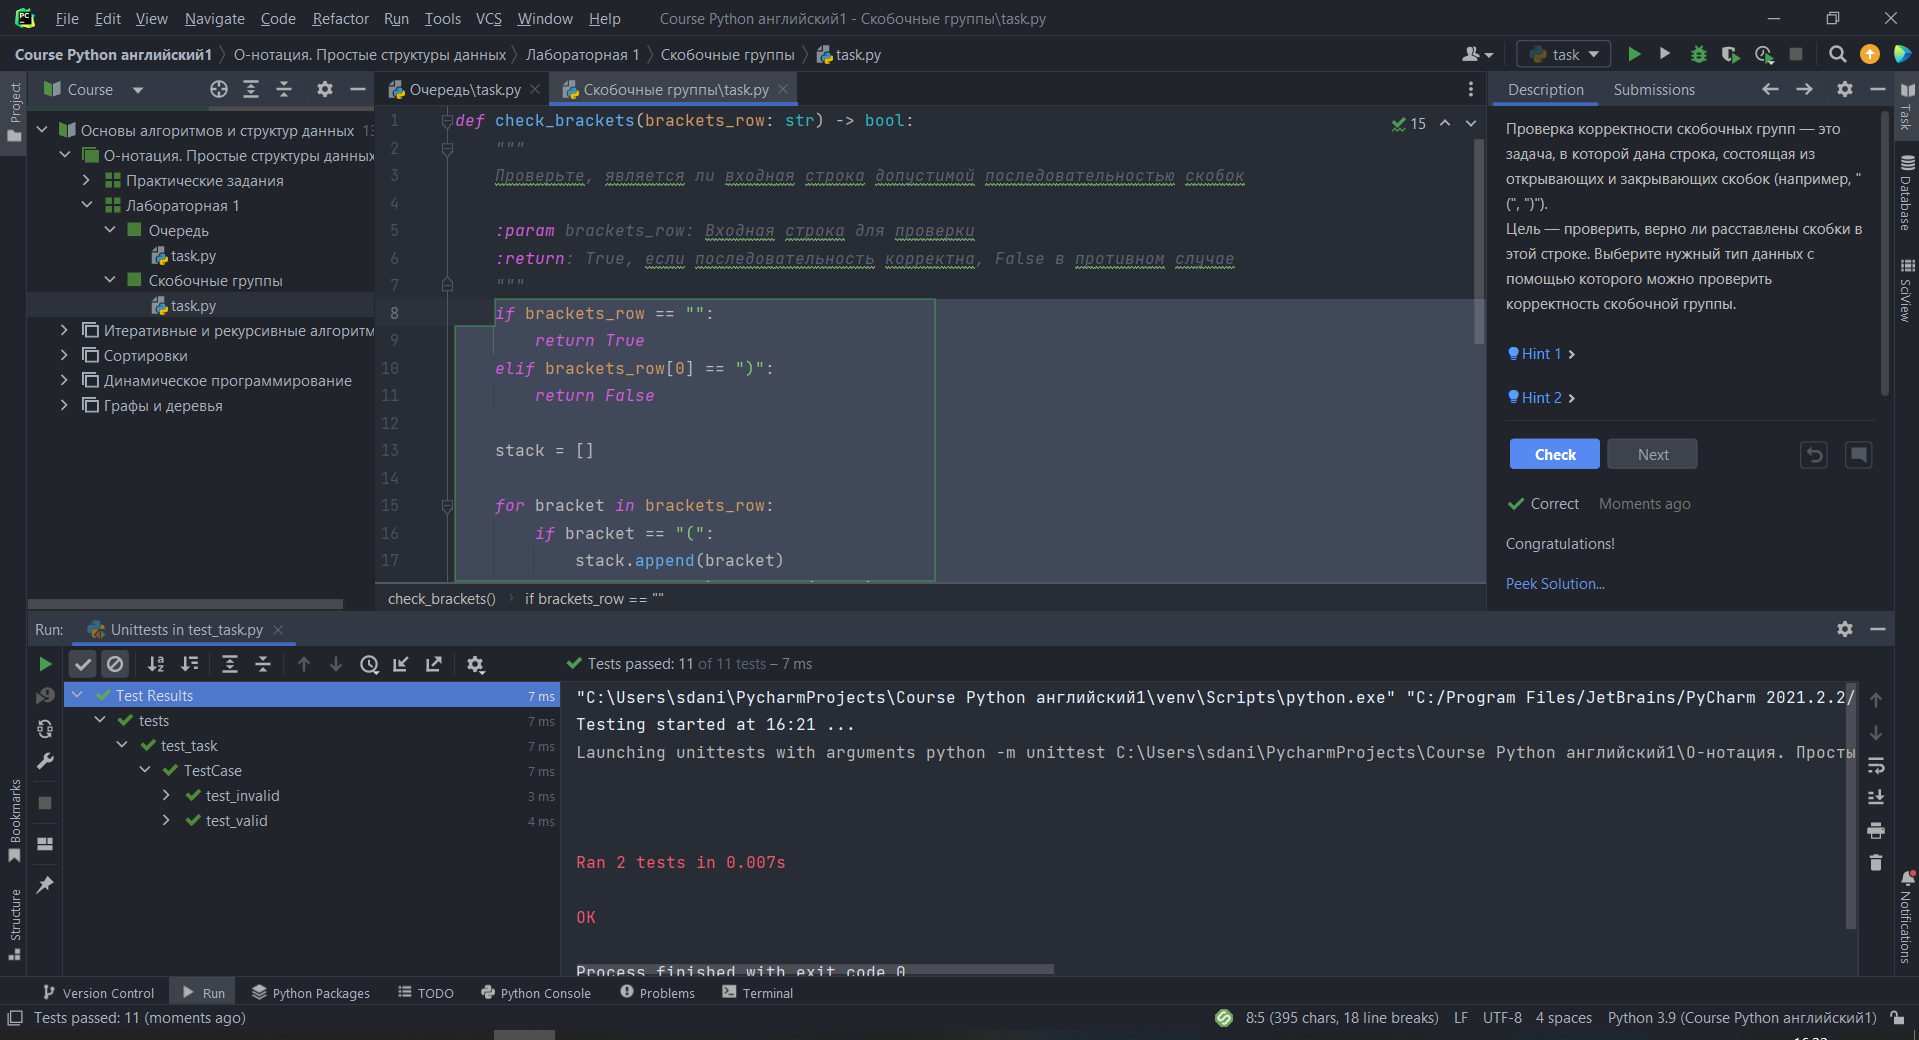 File Edit View Navigate Code Refactor Run Tools VCS Window Help Course Python английский1 - Скобочные группы\task.py
Course Python английский1 О-нотация. Простые структуры данных Лабораторная 1 Скобочные группы task.py task
Project
Course
Основы алгоритмов и структур данных
О-нотация. Простые структуры данных
Практические задания
Лабораторная 1
Очередь
task.py
Скобочные группы
task.py
Итеративные и рекурсивные алгоритм
Сортировки
Динамическое программирование
Графы и деревья
Очередь\task.py Скобочные группы\task.py
15
1 def check_brackets(brackets_row: str) -> bool:
2 """
3 Проверьте, является ли входная строка допустимой последовательностью скобок
4
5 :param brackets_row: Входная строка для проверки
6 :return: True, если последовательность корректна, False в противном случае
7 """
8 if brackets_row == "":
9 return True
10 elif brackets_row[0] == ")":
11 return False
12
13 stack = []
14
15 for bracket in brackets_row:
16 if bracket == "(":
17 stack.append(bracket)
check_brackets() if brackets_row == ""
Description Submissions
Проверка корректности скобочных групп — это
задача, в которой дана строка, состоящая из
открывающих и закрывающих скобок (например, "
(", ")").
Цель — проверить, верно ли расставлены скобки в
этой строке. Выберите нужный тип данных с
помощью которого можно проверить
корректность скобочной группы.
Hint 1
Hint 2
Check Next
Correct Moments ago
Congratulations!
Peek Solution...
Task
Database
SciView
Notifications
Run: Unittests in test_task.py
Tests passed: 11 of 11 tests – 7 ms
Test Results 7 ms
tests 7 ms
test_task 7 ms
TestCase 7 ms
test_invalid 3 ms
test_valid 4 ms
"C:\Users\sdani\PycharmProjects\Course Python английский1\venv\Scripts\python.exe" "C:/Program Files/JetBrains/PyCharm 2021.2.2/
Testing started at 16:21 ...
Launching unittests with arguments python -m unittest C:\Users\sdani\PycharmProjects\Course Python английский1\О-нотация. Просты
Ran 2 tests in 0.007s
OK
Process finished with exit code 0
Bookmarks
Structure
Version Control Run Python Packages TODO Python Console Problems Terminal
Tests passed: 11 (moments ago) 8:5 (395 chars, 18 line breaks) LF UTF-8 4 spaces Python 3.9 (Course Python английский1)